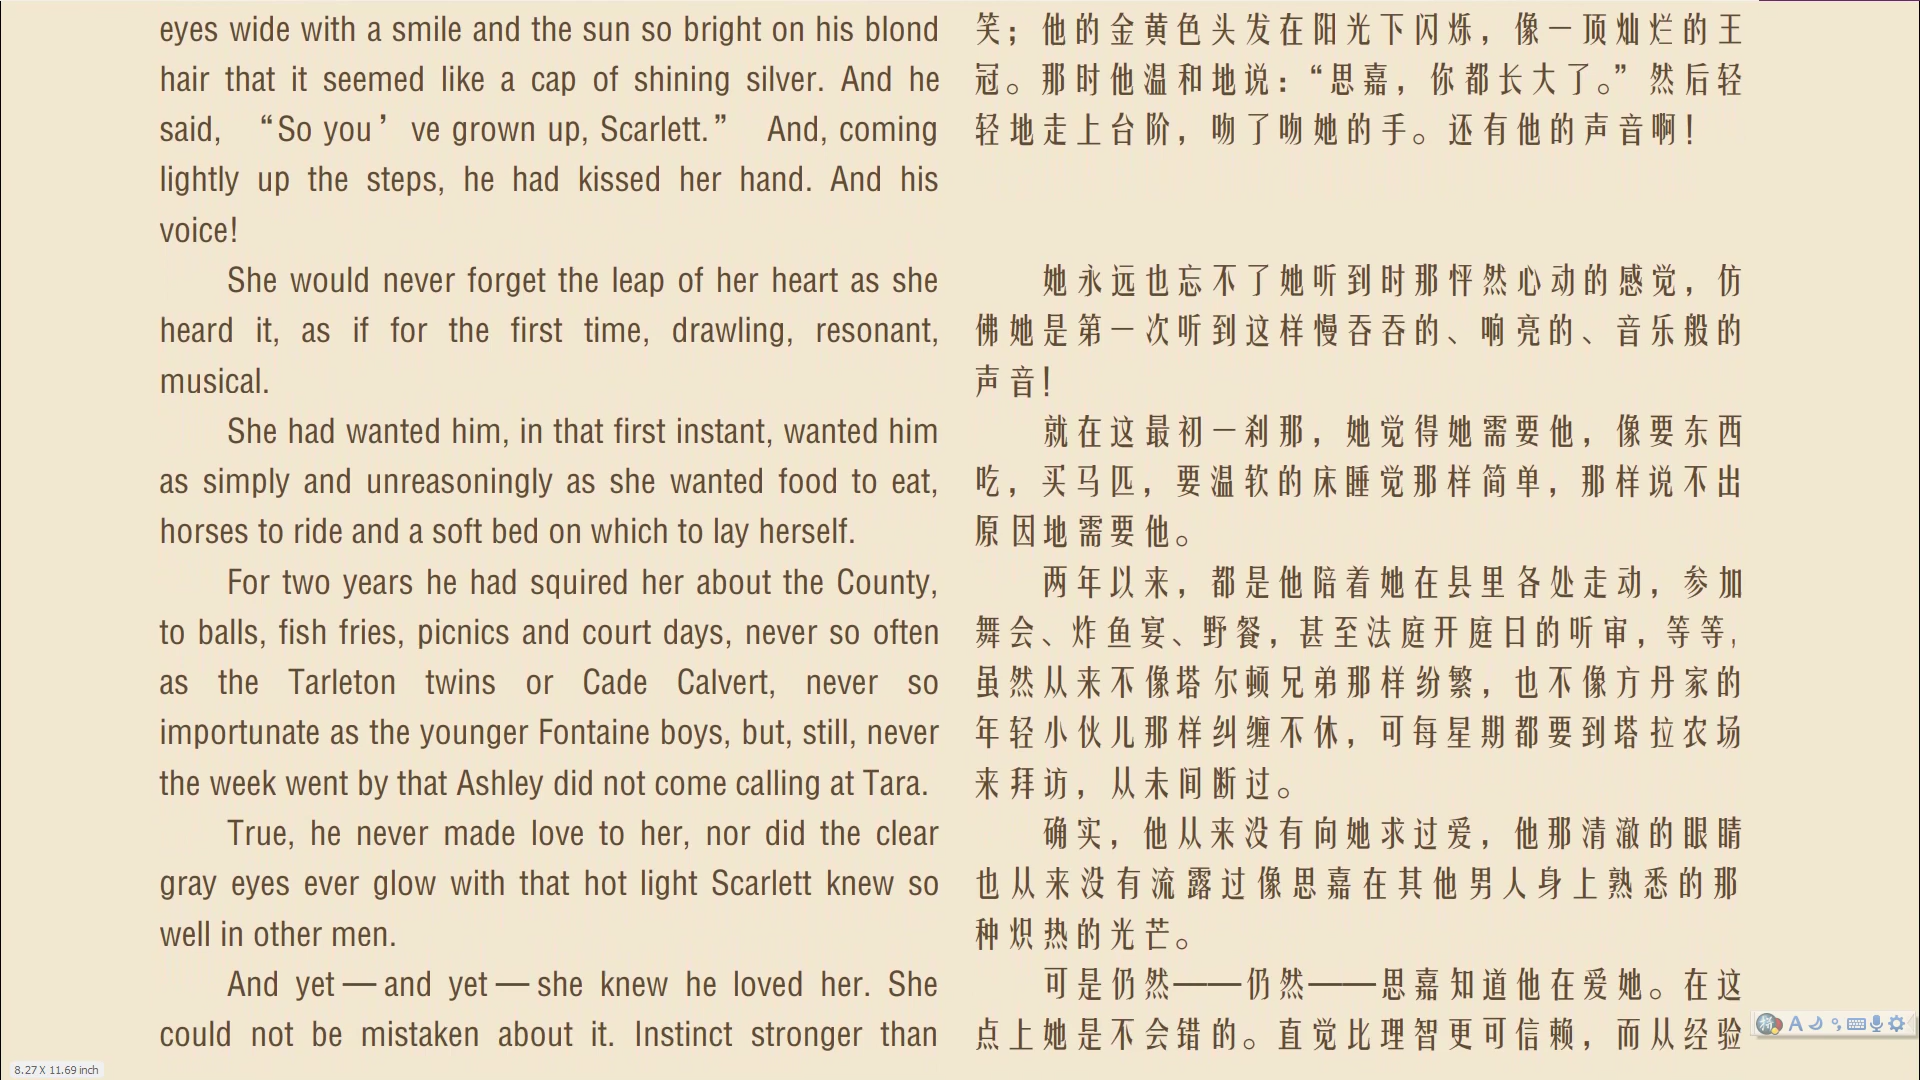 eyes wide with a smile and the sun so bright on his blond
hair that it seemed like a cap of shining silver. And he
said, “So you’ve grown up, Scarlett.” And, coming
lightly up the steps, he had kissed her hand. And his
voice!
She would never forget the leap of her heart as she
heard it, as if for the first time, drawling, resonant,
musical.
She had wanted him, in that first instant, wanted him
as simply and unreasoningly as she wanted food to eat,
horses to ride and a soft bed on which to lay herself.
For two years he had squired her about the County,
to balls, fish fries, picnics and court days, never so often
as the Tarleton twins or Cade Calvert, never so
importunate as the younger Fontaine boys, but, still, never
the week went by that Ashley did not come calling at Tara.
True, he never made love to her, nor did the clear
gray eyes ever glow with that hot light Scarlett knew so
well in other men.
And yet — and yet — she knew he loved her. She
could not be mistaken about it. Instinct stronger than
笑；他的金黄色头发在阳光下闪烁，像一顶灿烂的王
冠。那时他温和地说：“思嘉，你都长大了。”然后轻
轻地走上台阶，吻了吻她的手。还有他的声音啊！
她永远也忘不了她听到时那怦然心动的感觉，仿
佛她是第一次听到这样慢吞吞的、响亮的、音乐般的
声音！
就在这最初一刹那，她觉得她需要他，像要东西
吃，买马匹，要温软的床睡觉那样简单，那样说不出
原因地需要他。
两年以来，都是他陪着她在县里各处走动，参加
舞会、炸鱼宴、野餐，甚至法庭开庭日的听审，等等，
虽然从来不像塔尔顿兄弟那样纷繁，也不像方丹家的
年轻小伙儿那样纠缠不休，可每星期都要到塔拉农场
来拜访，从未间断过。
确实，他从来没有向她求过爱，他那清澈的眼睛
也从来没有流露过像思嘉在其他男人身上熟悉的那
种炽热的光芒。
可是仍然——仍然——思嘉知道他在爱她。在这
点上她是不会错的。直觉比理智更可信赖，而从经验
8.27 X 11.69 inch